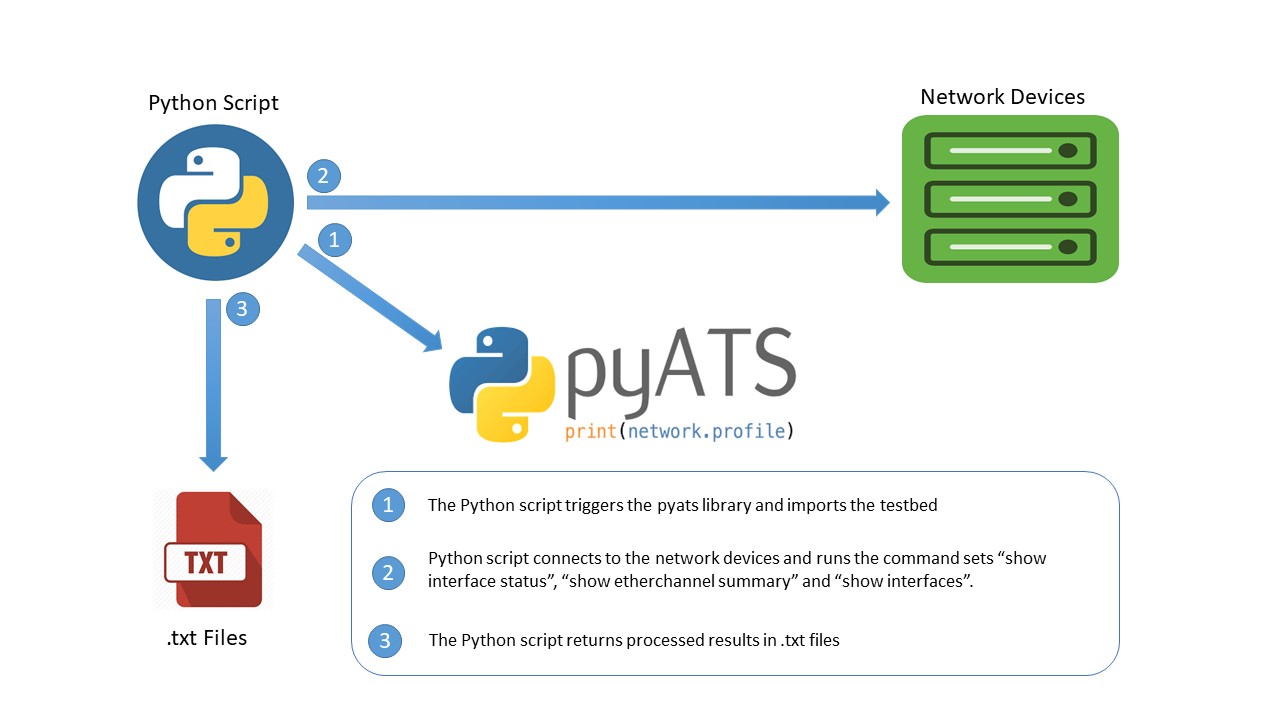 Python Script
Network Devices
2
1
3
pyATS
print(network.profile)
TXT
.txt Files
1 The Python script triggers the pyats library and imports the testbed
2 Python script connects to the network devices and runs the command sets “show
interface status”, “show etherchannel summary” and “show interfaces”.
3 The Python script returns processed results in .txt files